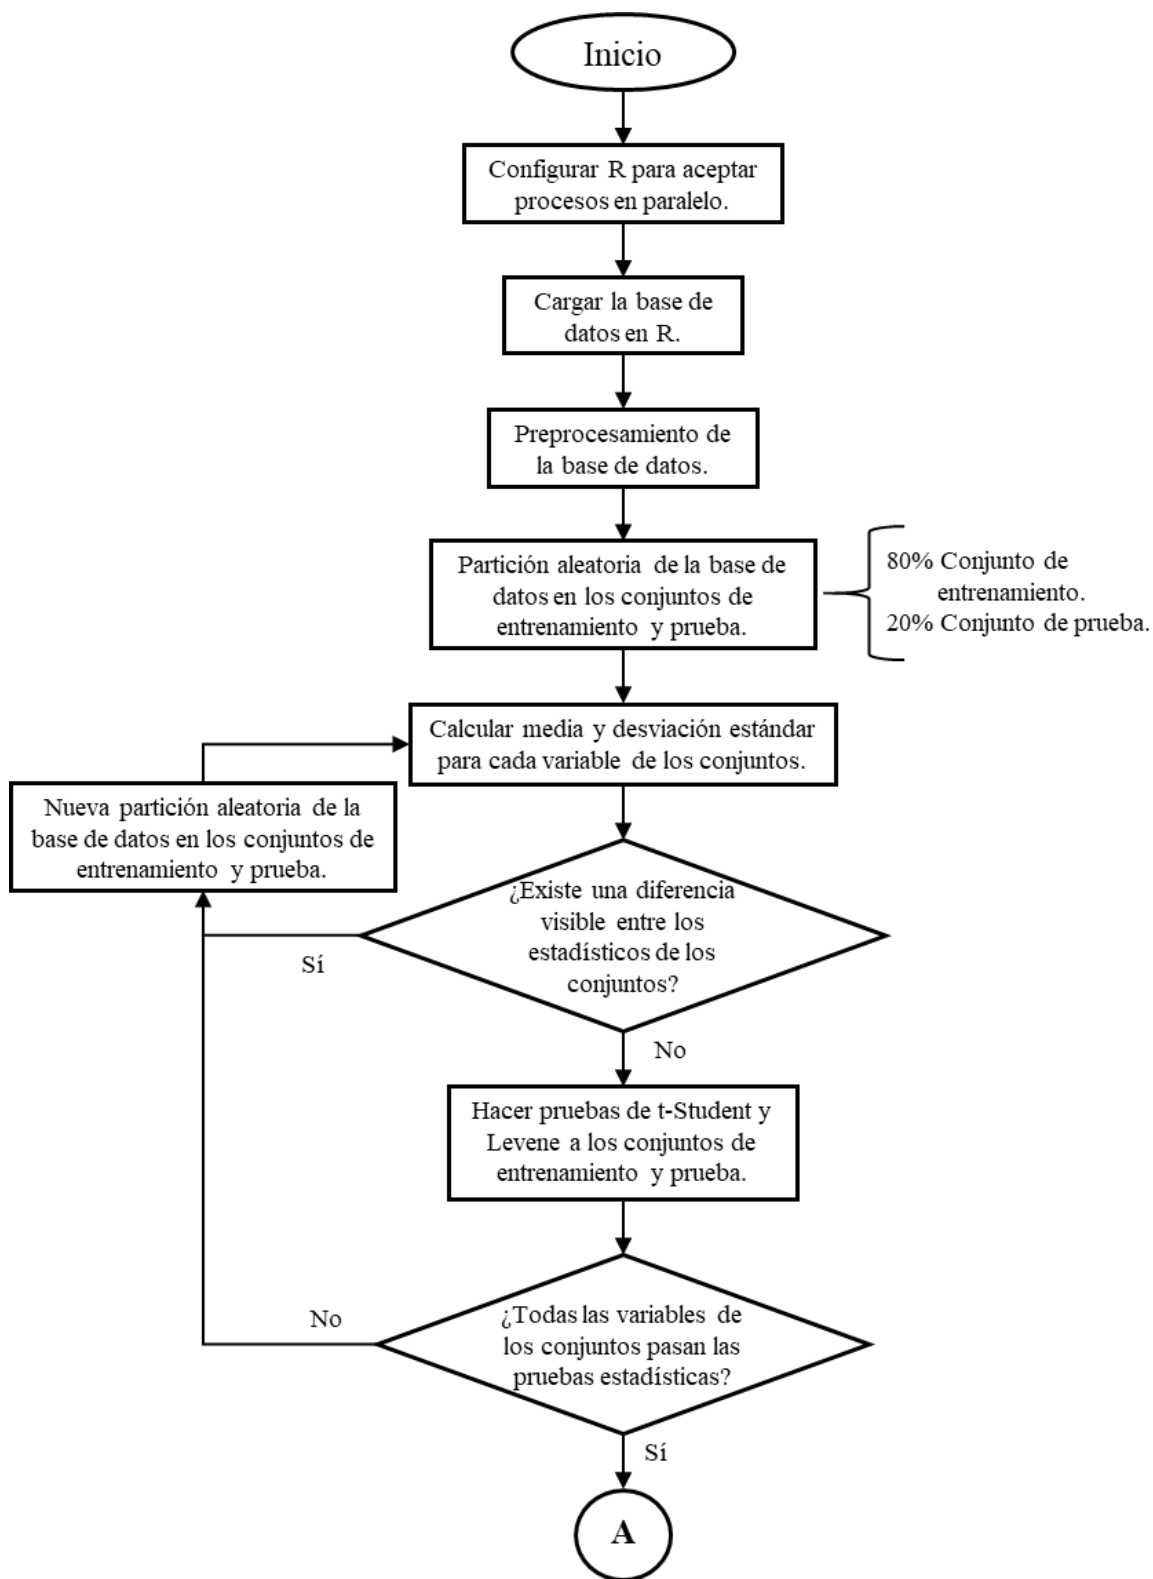 Inicio
Configurar R para aceptar
procesos en paralelo.
Cargar la base de
datos en R.
Preprocesamiento de
la base de datos.
Partición aleatoria de la base de
datos en los conjuntos de
entrenamiento y prueba.
80% Conjunto de
entrenamiento.
20% Conjunto de prueba.
Calcular media y desviación estándar
para cada variable de los conjuntos.
Nueva partición aleatoria de la
base de datos en los conjuntos de
entrenamiento y prueba.
¿Existe una diferencia
visible entre los
estadísticos de los
conjuntos?
Sí
No
Hacer pruebas de t-Student y
Levene a los conjuntos de
entrenamiento y prueba.
¿Todas las variables de
los conjuntos pasan las
pruebas estadísticas?
No
Sí
A